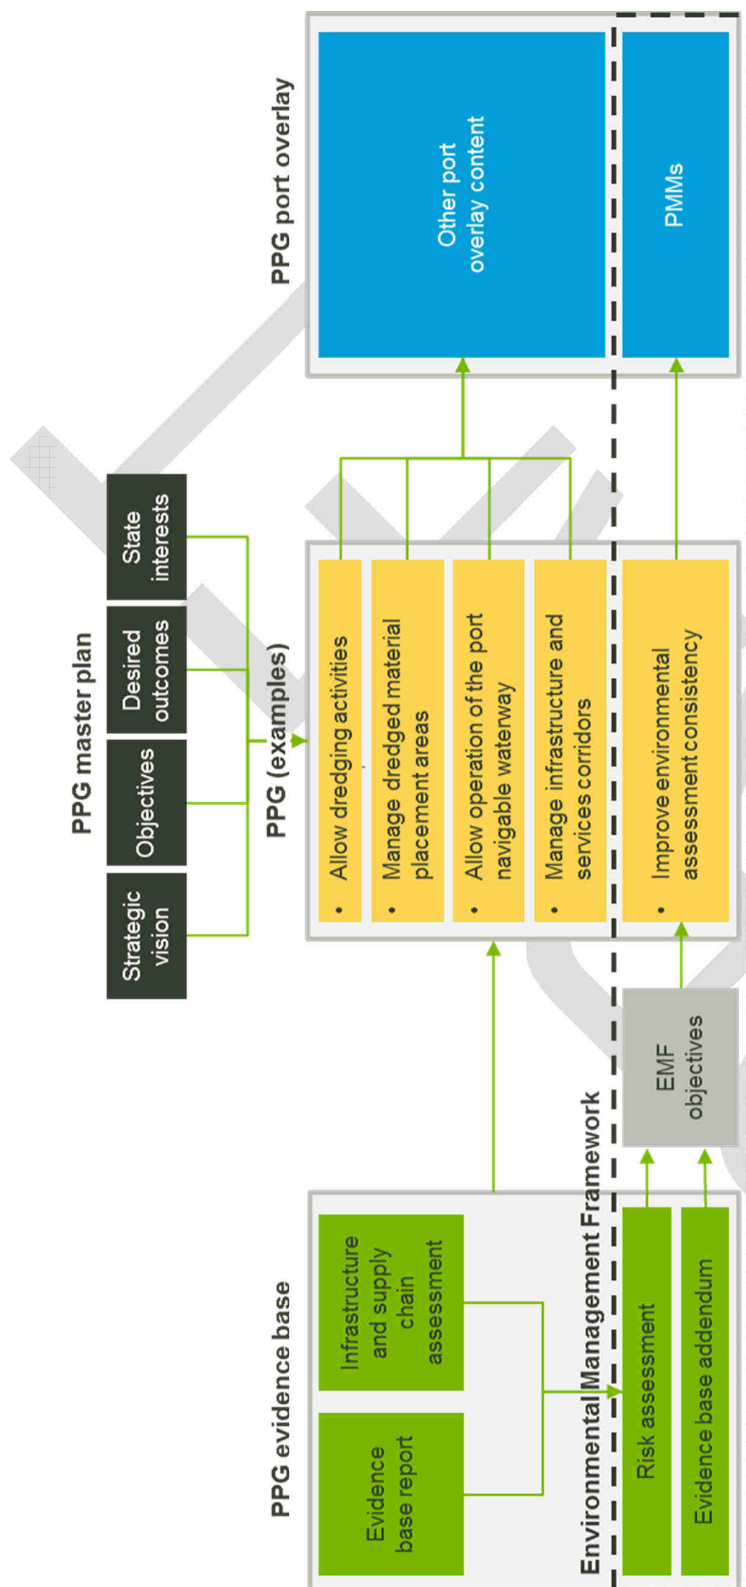 PPG master plan
Strategic
vision
Objectives
Desired
outcomes
State
interests
PPG evidence base
Evidence
base report
Infrastructure
and supply
chain
assessment
Environmental Management Framework
Risk assessment
Evidence base addendum
EMF
objectives
PPG (examples)
• Allow dredging activities
• Manage dredged material
placement areas
• Allow operation of the port
navigable waterway
• Manage infrastructure and
services corridors
• Improve environmental
assessment consistency
PPG port overlay
Other port
overlay content
PMMs